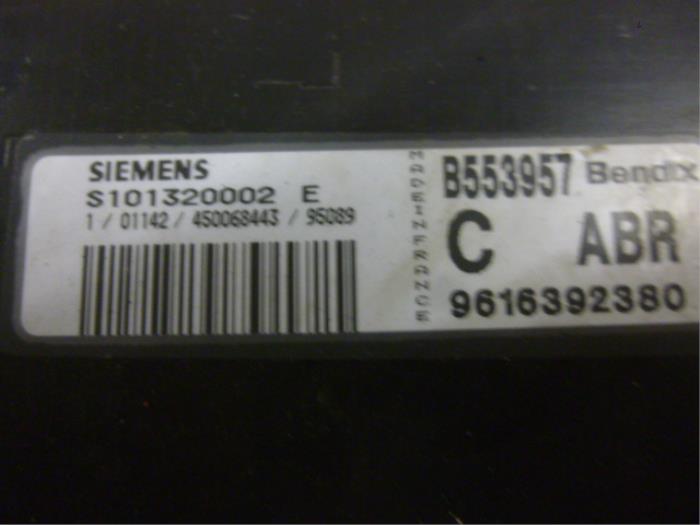 SIEMENS
S101320002 E
1 / 01142 / 450068443 / 95089
MADE IN FRANCE
B553957 Bendix
C ABR
9616392380